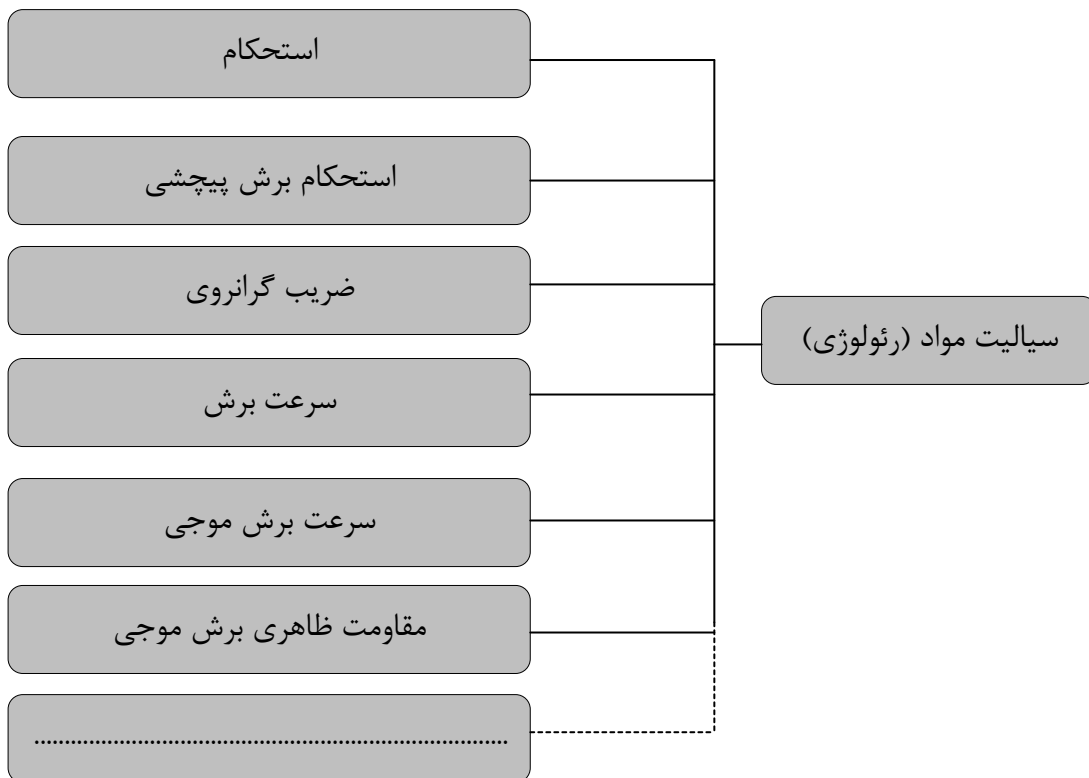 سیالیت مواد (رئولوژی)
استحکام
استحکام برش پیچشی
ضریب گرانروی
سرعت برش
سرعت برش موجی
مقاومت ظاهری برش موجی
..............................................................................